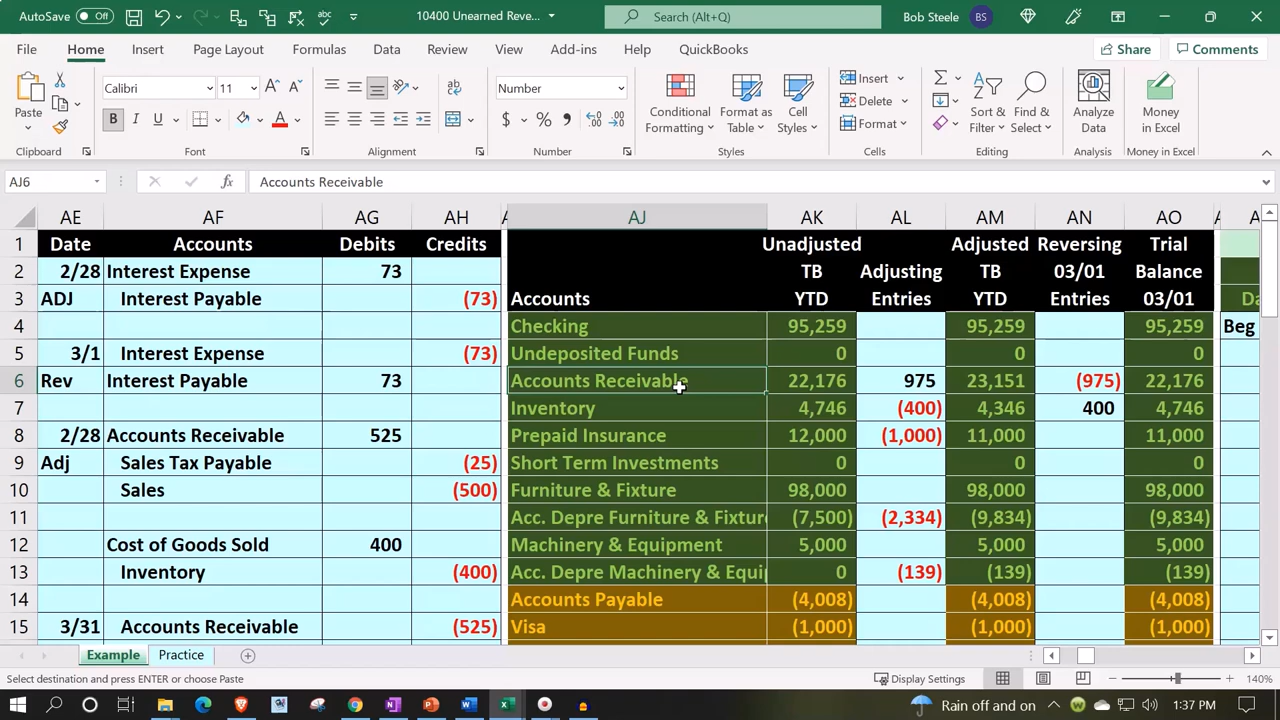 AutoSave Off 10400 Unearned Reve... Search (Alt+Q) Bob Steele BS
File Home Insert Page Layout Formulas Data Review View Add-ins Help QuickBooks Share Comments
Paste Calibri 11 Number Conditional Formatting Format as Table Cell Styles Insert Delete Format Sort & Filter Find & Select Analyze Data Money in Excel
Clipboard Font Alignment Number Styles Cells Editing Analysis Money in Excel
AJ6 fx Accounts Receivable
AE AF AG AH A AJ AK AL AM AN AO A A
1 Date Accounts Debits Credits Unadjusted Adjusted Reversing Trial
2 2/28 Interest Expense 73 TB Adjusting TB 03/01 Balance
3 ADJ Interest Payable (73) Accounts YTD Entries YTD Entries 03/01 Da
4 Checking 95,259 95,259 95,259 Beg
5 3/1 Interest Expense (73) Undeposited Funds 0 0 0
6 Rev Interest Payable 73 Accounts Receivable 22,176 975 23,151 (975) 22,176
7 Inventory 4,746 (400) 4,346 400 4,746
8 2/28 Accounts Receivable 525 Prepaid Insurance 12,000 (1,000) 11,000 11,000
9 Adj Sales Tax Payable (25) Short Term Investments 0 0 0
10 Sales (500) Furniture & Fixture 98,000 98,000 98,000
11 Acc. Depre Furniture & Fixture (7,500) (2,334) (9,834) (9,834)
12 Cost of Goods Sold 400 Machinery & Equipment 5,000 5,000 5,000
13 Inventory (400) Acc. Depre Machinery & Equip 0 (139) (139) (139)
14 Accounts Payable (4,008) (4,008) (4,008)
15 3/31 Accounts Receivable (525) Visa (1,000) (1,000) (1,000)
Example Practice
Select destination and press ENTER or choose Paste Display Settings 140%
Rain off and on 1:37 PM